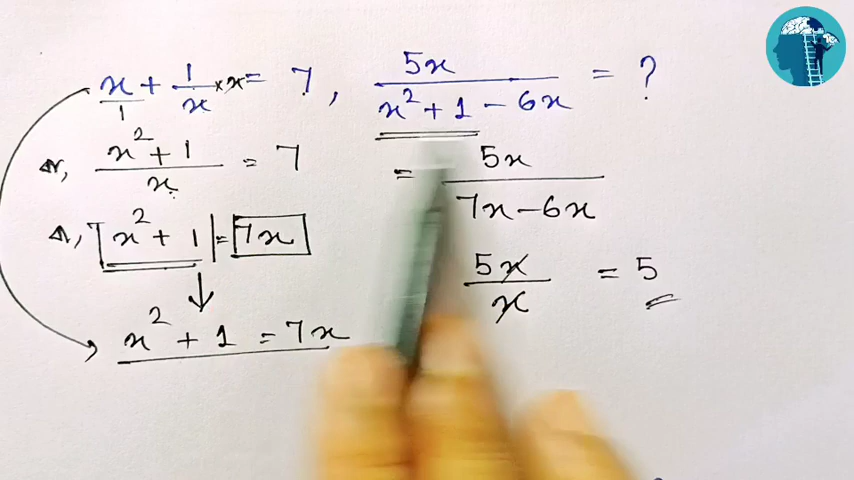 x/1 + 1/x × x = 7, 5x/(x² + 1 - 6x) = ?
or, (x² + 1)/x = 7
= 5x/(7x - 6x)
or, x² + 1 = 7x
5x/x = 5
x² + 1 = 7x